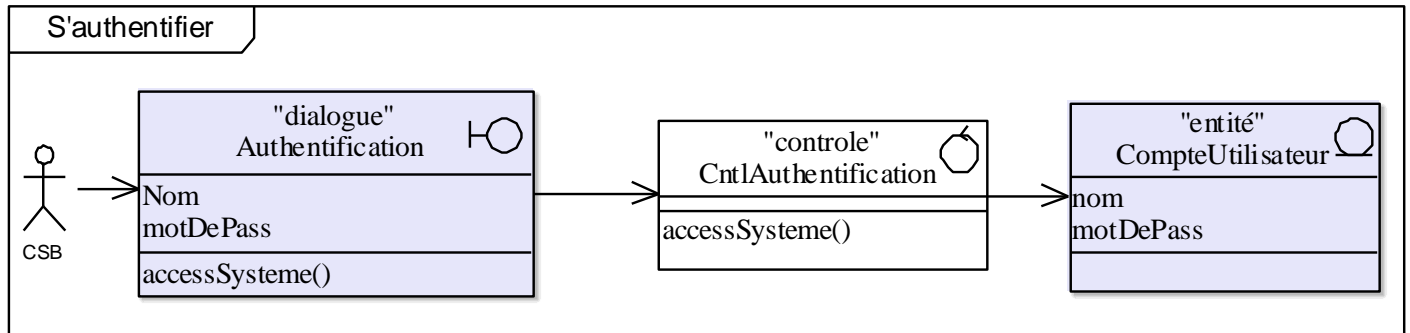 S'authentifier
"dialogue"
Authentification
Nom
motDePass
accessSysteme()
CSB
"controle"
CntlAuthentification
accessSysteme()
"entité"
CompteUtilisateur
nom
motDePass